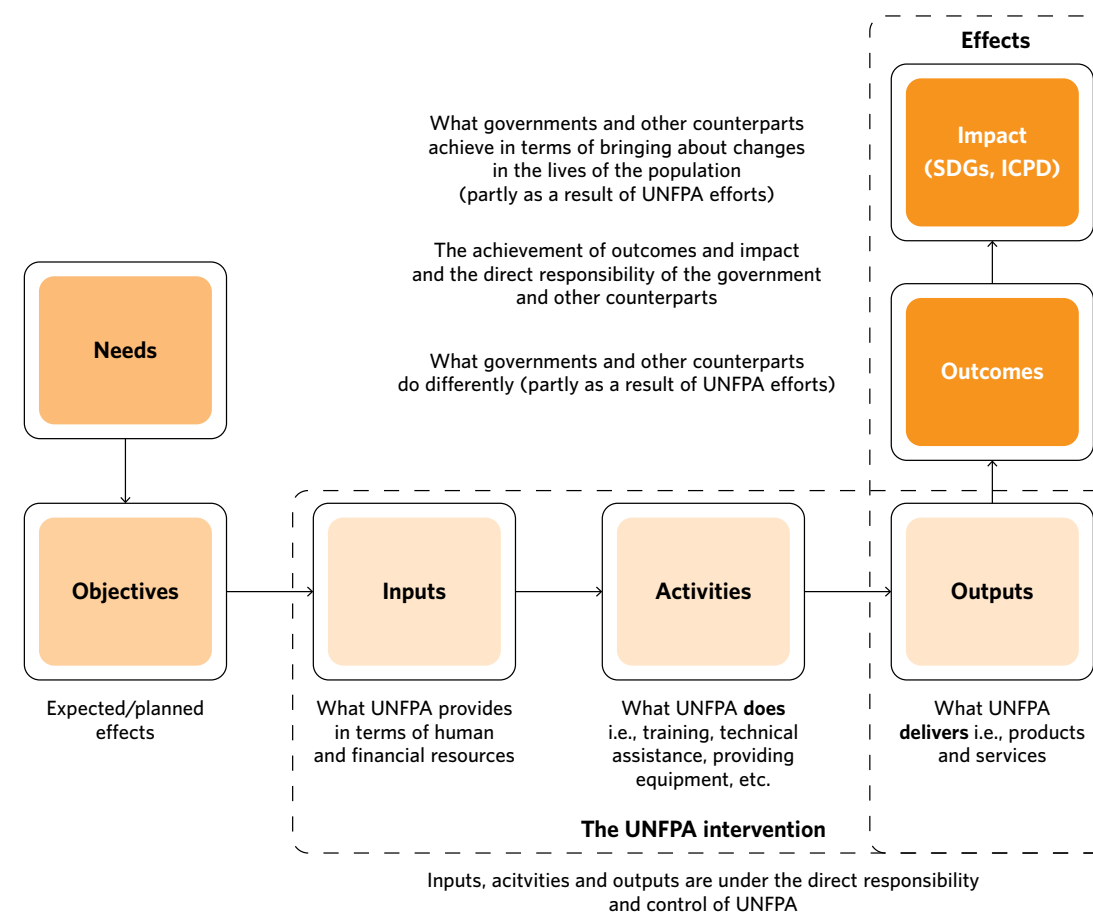 Effects
Impact
(SDGs, ICPD)
What governments and other counterparts
achieve in terms of bringing about changes
in the lives of the population
(partly as a result of UNFPA efforts)
The achievement of outcomes and impact
and the direct responsibility of the government
and other counterparts
Needs
What governments and other counterparts
do differently (partly as a result of UNFPA efforts)
Outcomes
Objectives
Inputs
Activities
Outputs
Expected/planned
effects
What UNFPA provides
in terms of human
and financial resources
What UNFPA does
i.e., training, technical
assistance, providing
equipment, etc.
What UNFPA
delivers i.e., products
and services
The UNFPA intervention
Inputs, acitvities and outputs are under the direct responsibility
and control of UNFPA